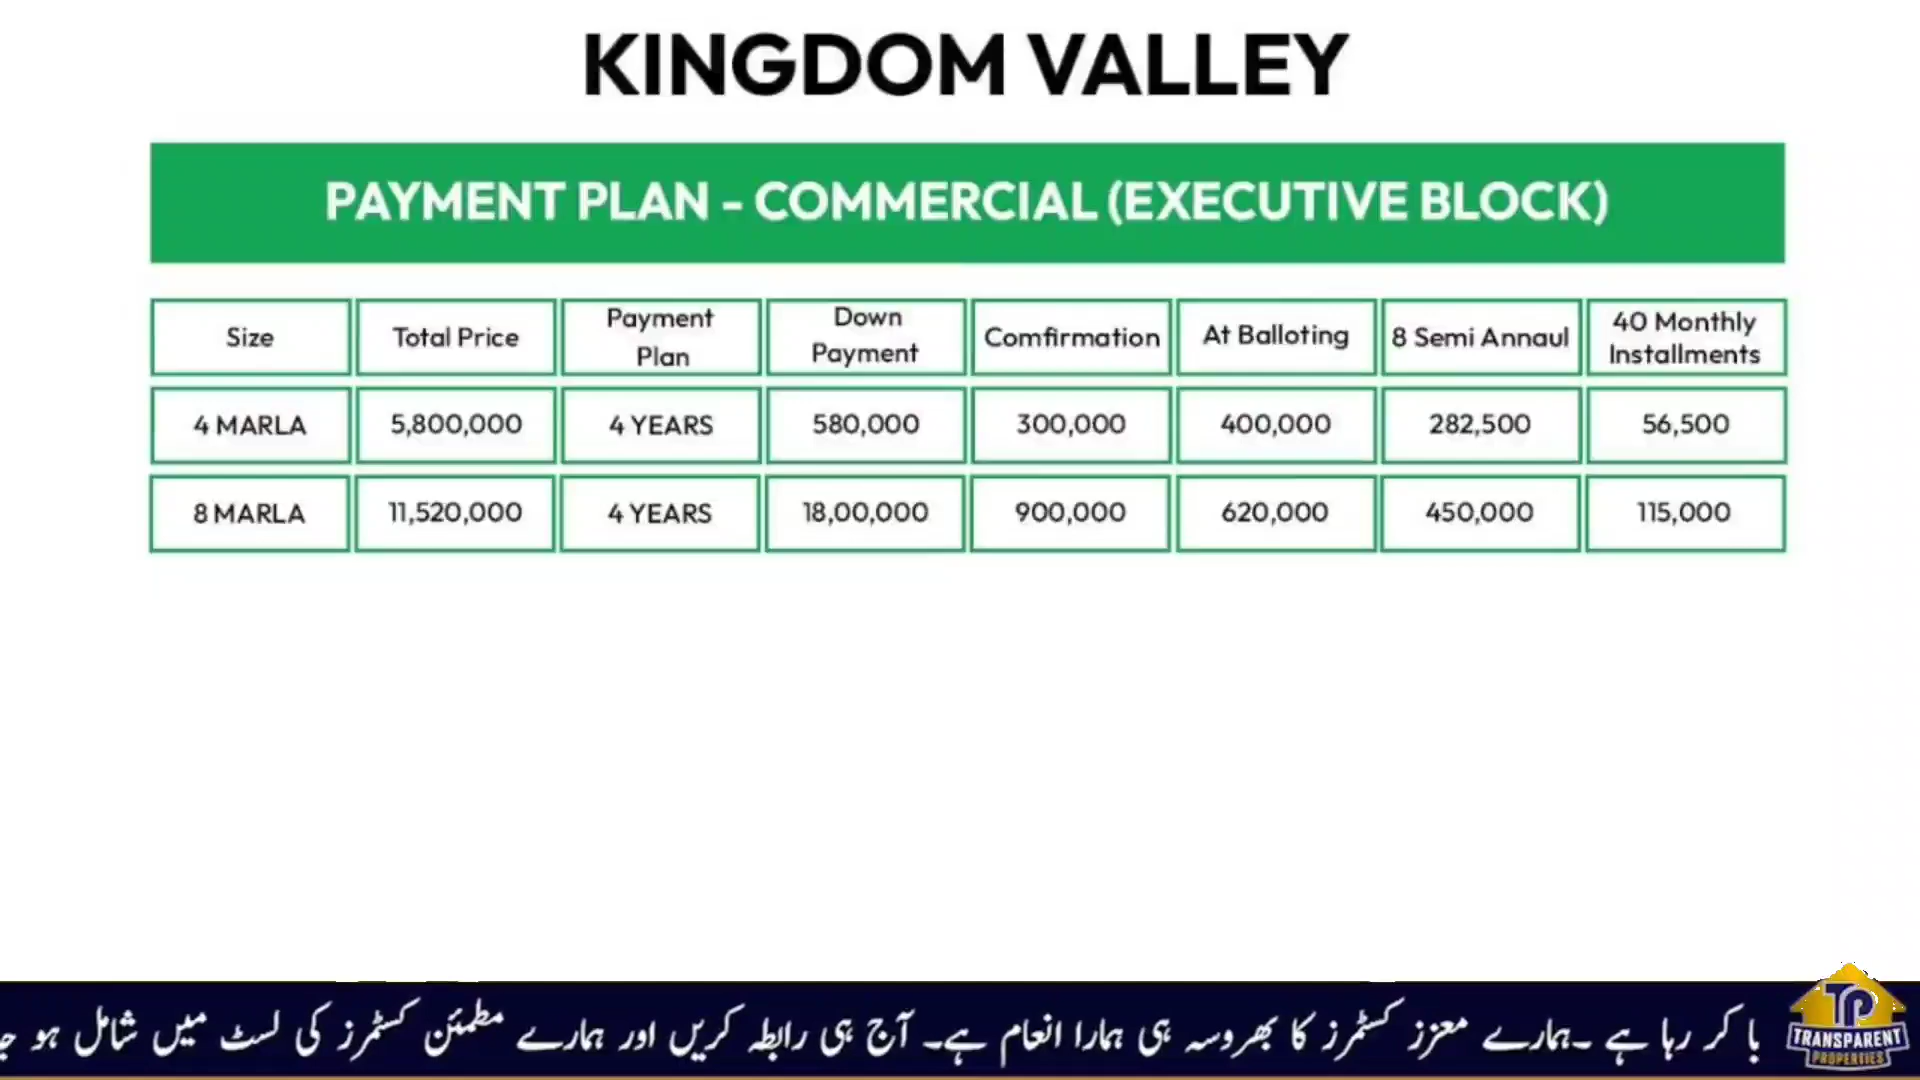 KINGDOM VALLEY
PAYMENT PLAN - COMMERCIAL (EXECUTIVE BLOCK)
Size Total Price Payment Plan Down Payment Comfirmation At Balloting 8 Semi Annaul 40 Monthly Installments
4 MARLA 5,800,000 4 YEARS 580,000 300,000 400,000 282,500 56,500
8 MARLA 11,520,000 4 YEARS 18,00,000 900,000 620,000 450,000 115,000
با کر رہا ہے ۔ہمارے معزز کسٹمرز کا بھروسہ ہی ہمارا انعام ہے۔ آج ہی رابطہ کریں اور ہمارے مطمئن کسٹمرز کی لسٹ میں شامل ہو
TP
TRANSPARENT
PROPERTIES